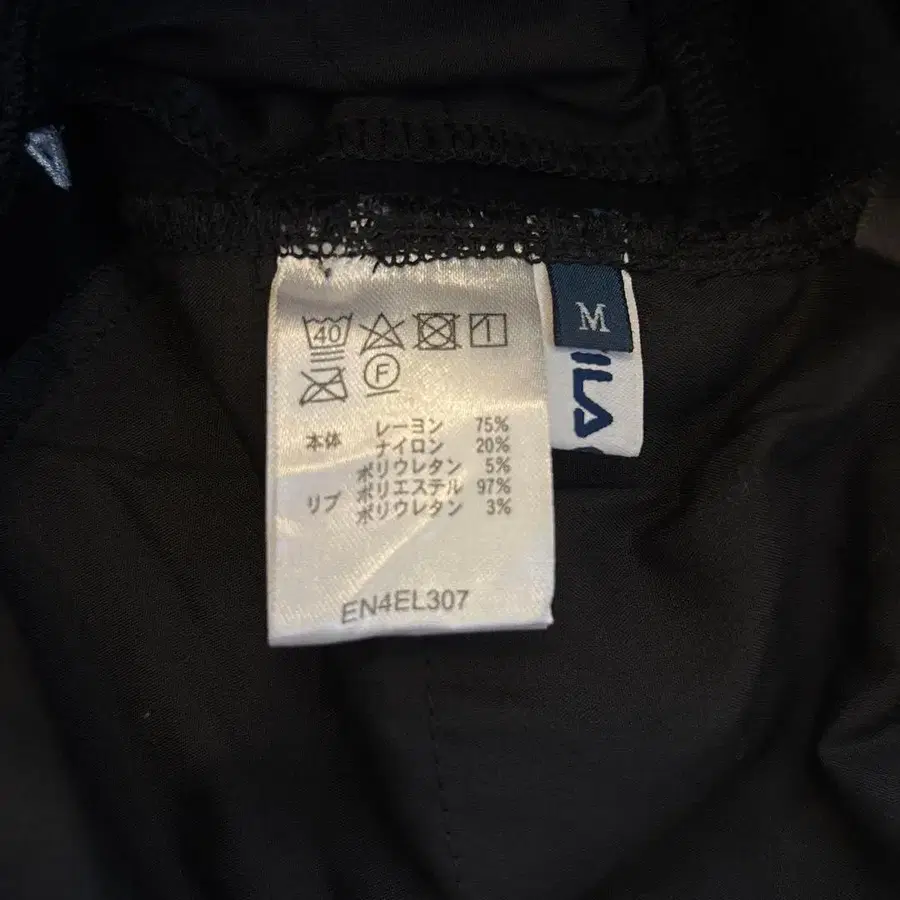 40
F
本体 レーヨン 75%
ナイロン 20%
ポリウレタン 5%
リブ ポリエステル 97%
ポリウレタン 3%
EN4EL307
M
FILA